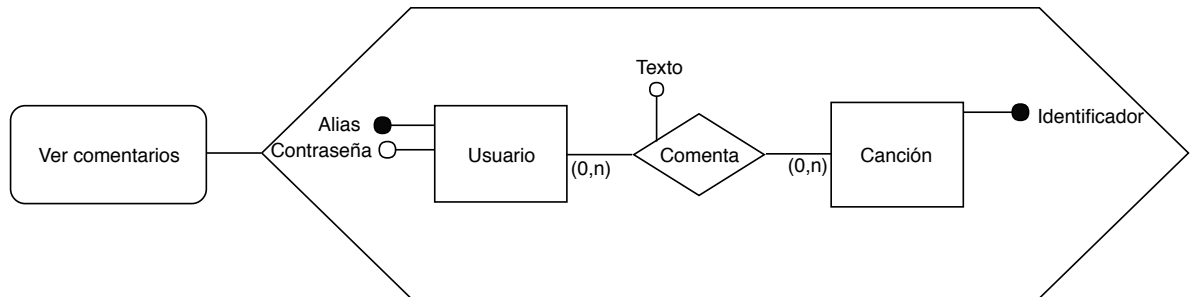 Texto
Alias
Identificador
Contraseña
Ver comentarios
Usuario
Comenta
Canción
(0,n)
(0,n)